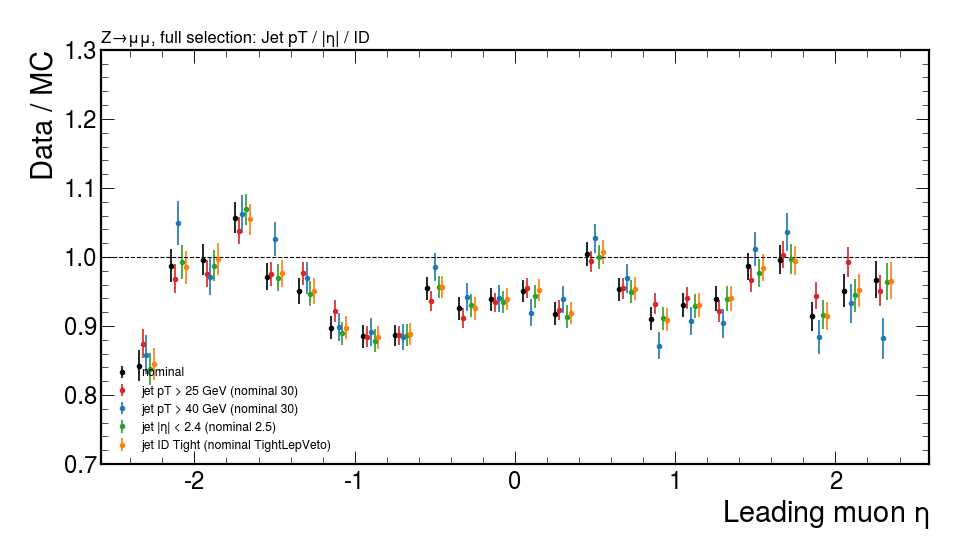 Z→μμ, full selection: Jet pT / |η| / ID
Data / MC
1.3
1.2
1.1
1.0
0.9
0.8
0.7
nominal
jet pT > 25 GeV (nominal 30)
jet pT > 40 GeV (nominal 30)
jet |η| < 2.4 (nominal 2.5)
jet ID Tight (nominal TightLepVeto)
-2 -1 0 1 2
Leading muon η